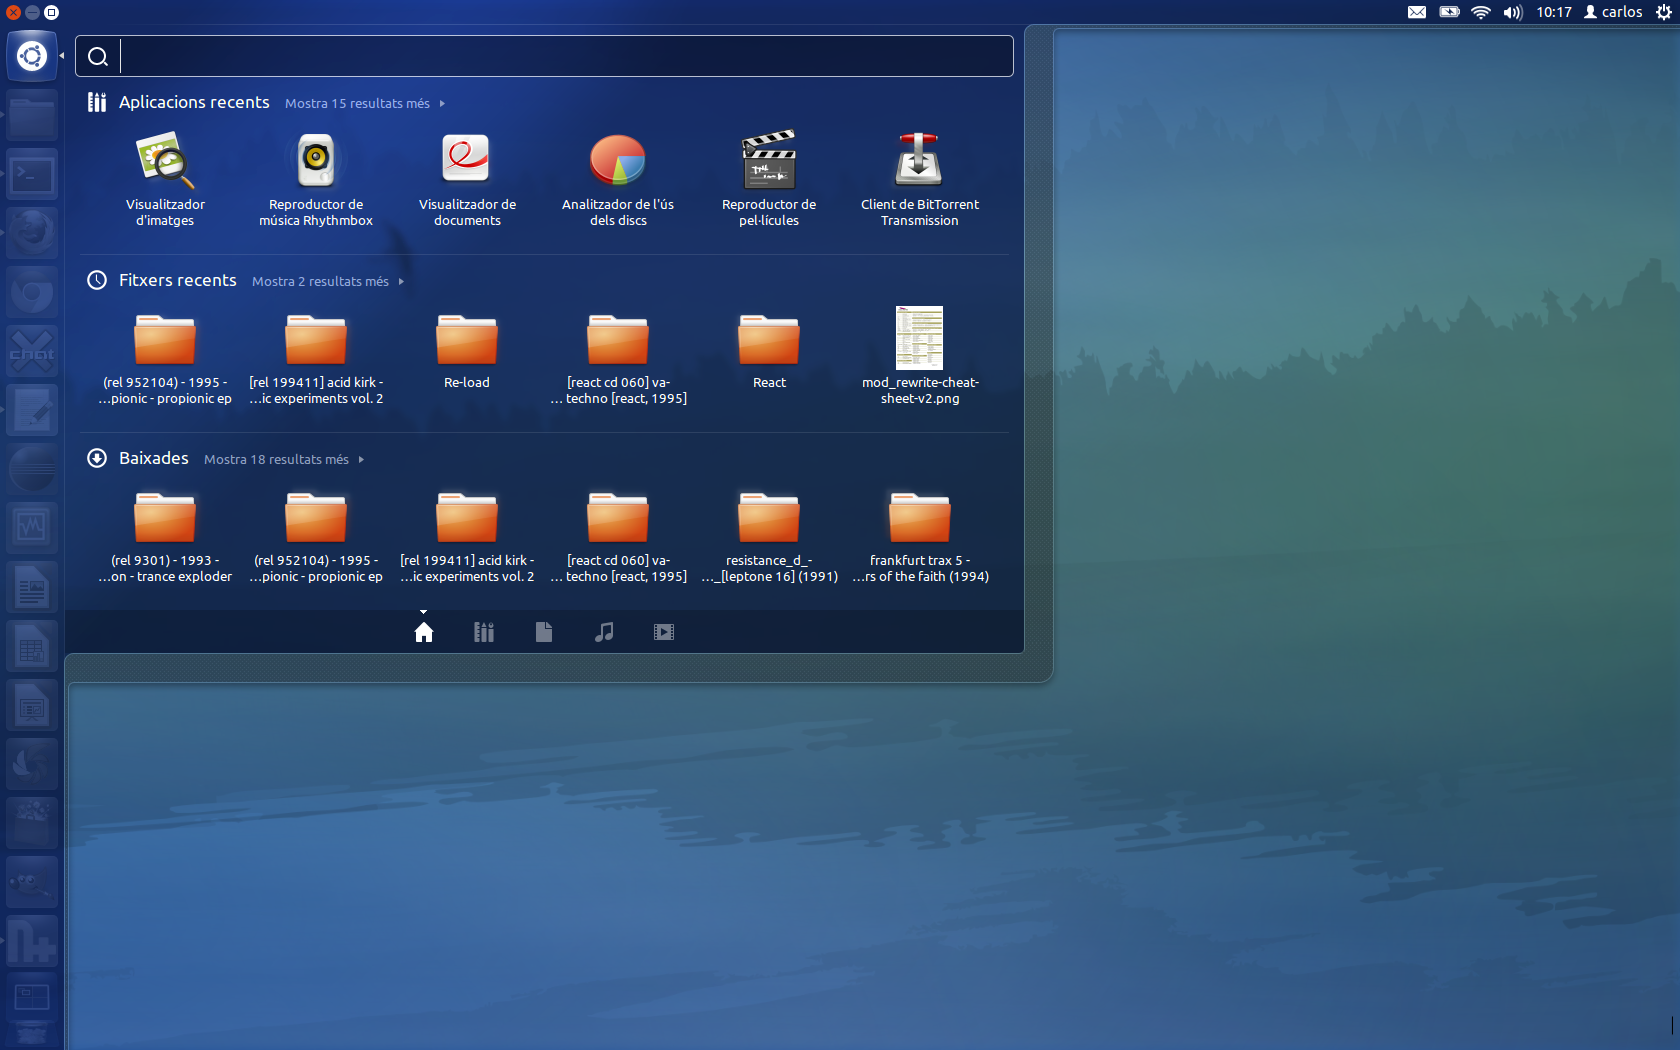 10:17 carlos
Aplicacions recents Mostra 15 resultats més
Visualitzador d'imatges
Reproductor de música Rhythmbox
Visualitzador de documents
Analitzador de l'ús dels discs
Reproductor de pel·lícules
Client de BitTorrent Transmission
Fitxers recents Mostra 2 resultats més
(rel 952104) - 1995 -
...pionic - propionic ep
[rel 199411] acid kirk -
...ic experiments vol. 2
Re-load
[react cd 060] va-
... techno [react, 1995]
React
mod_rewrite-cheat-
sheet-v2.png
Baixades Mostra 18 resultats més
(rel 9301) - 1993 -
...on - trance exploder
(rel 952104) - 1995 -
...pionic - propionic ep
[rel 199411] acid kirk -
...ic experiments vol. 2
[react cd 060] va-
... techno [react, 1995]
resistance_d_-
..._[leptone 16] (1991)
frankfurt trax 5 -
...rs of the faith (1994)